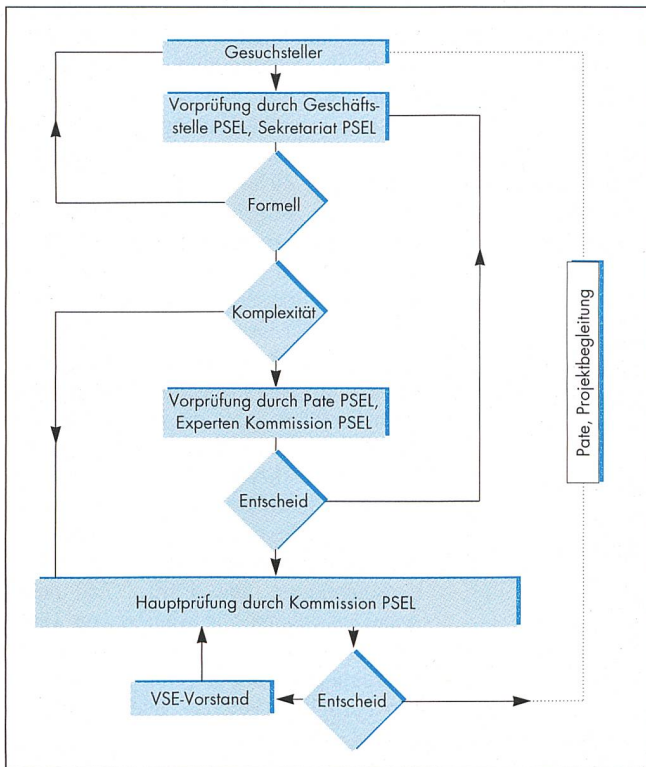 Gesuchsteller
Vorprüfung durch Geschäfts-
stelle PSEL, Sekretariat PSEL
Formell
Komplexität
Vorprüfung durch Pate PSEL,
Experten Kommission PSEL
Entscheid
Pate, Projektbegleitung
Hauptprüfung durch Kommission PSEL
VSE-Vorstand
Entscheid